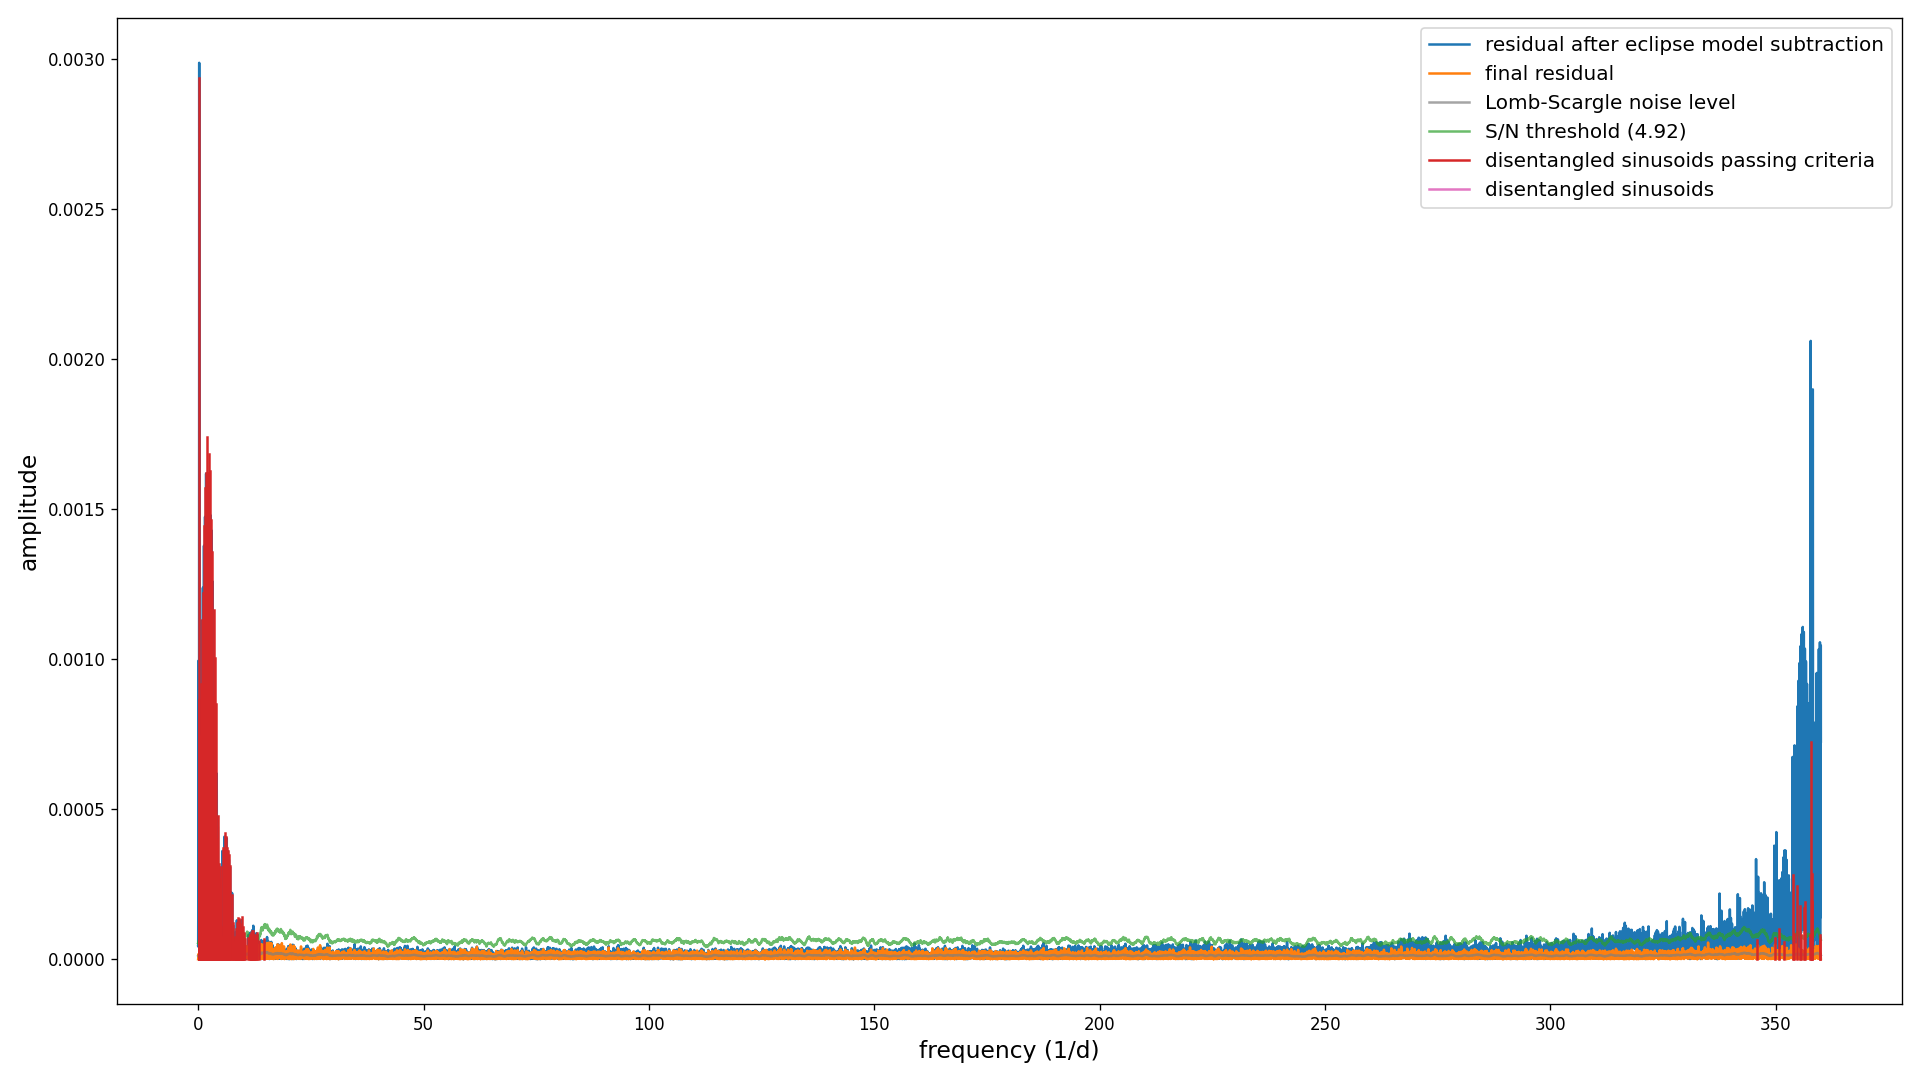 residual after eclipse model subtraction
final residual
Lomb-Scargle noise level
S/N threshold (4.92)
disentangled sinusoids passing criteria
disentangled sinusoids
amplitude
0.0030
0.0025
0.0020
0.0015
0.0010
0.0005
0.0000
0 50 100 150 200 250 300 350
frequency (1/d)